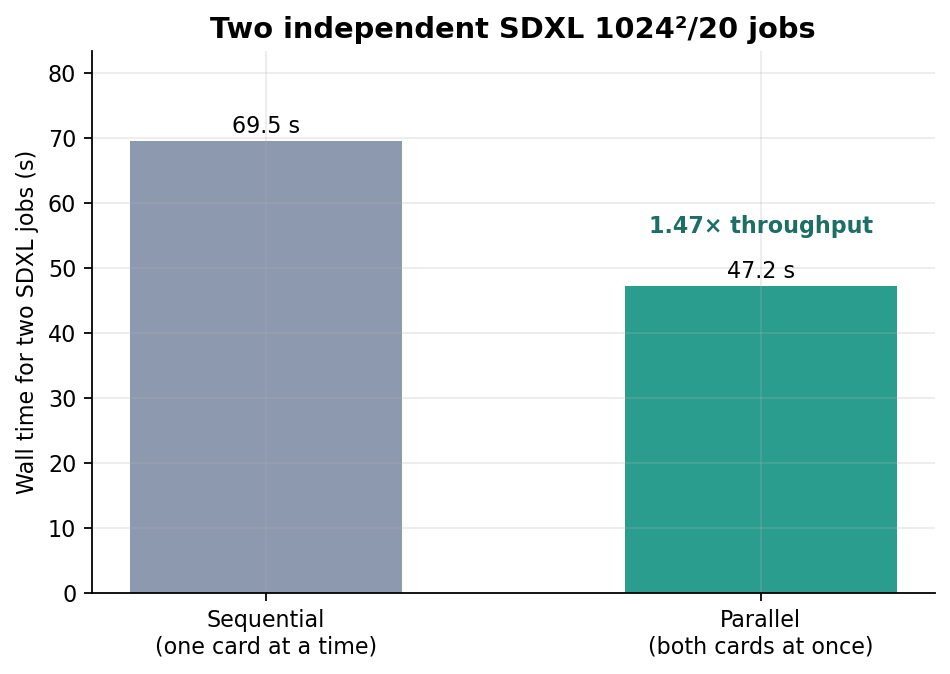 Two independent SDXL 1024²/20 jobs
Wall time for two SDXL jobs (s)
80
70
60
50
40
30
20
10
0
69.5 s
1.47× throughput
47.2 s
Sequential
(one card at a time)
Parallel
(both cards at once)